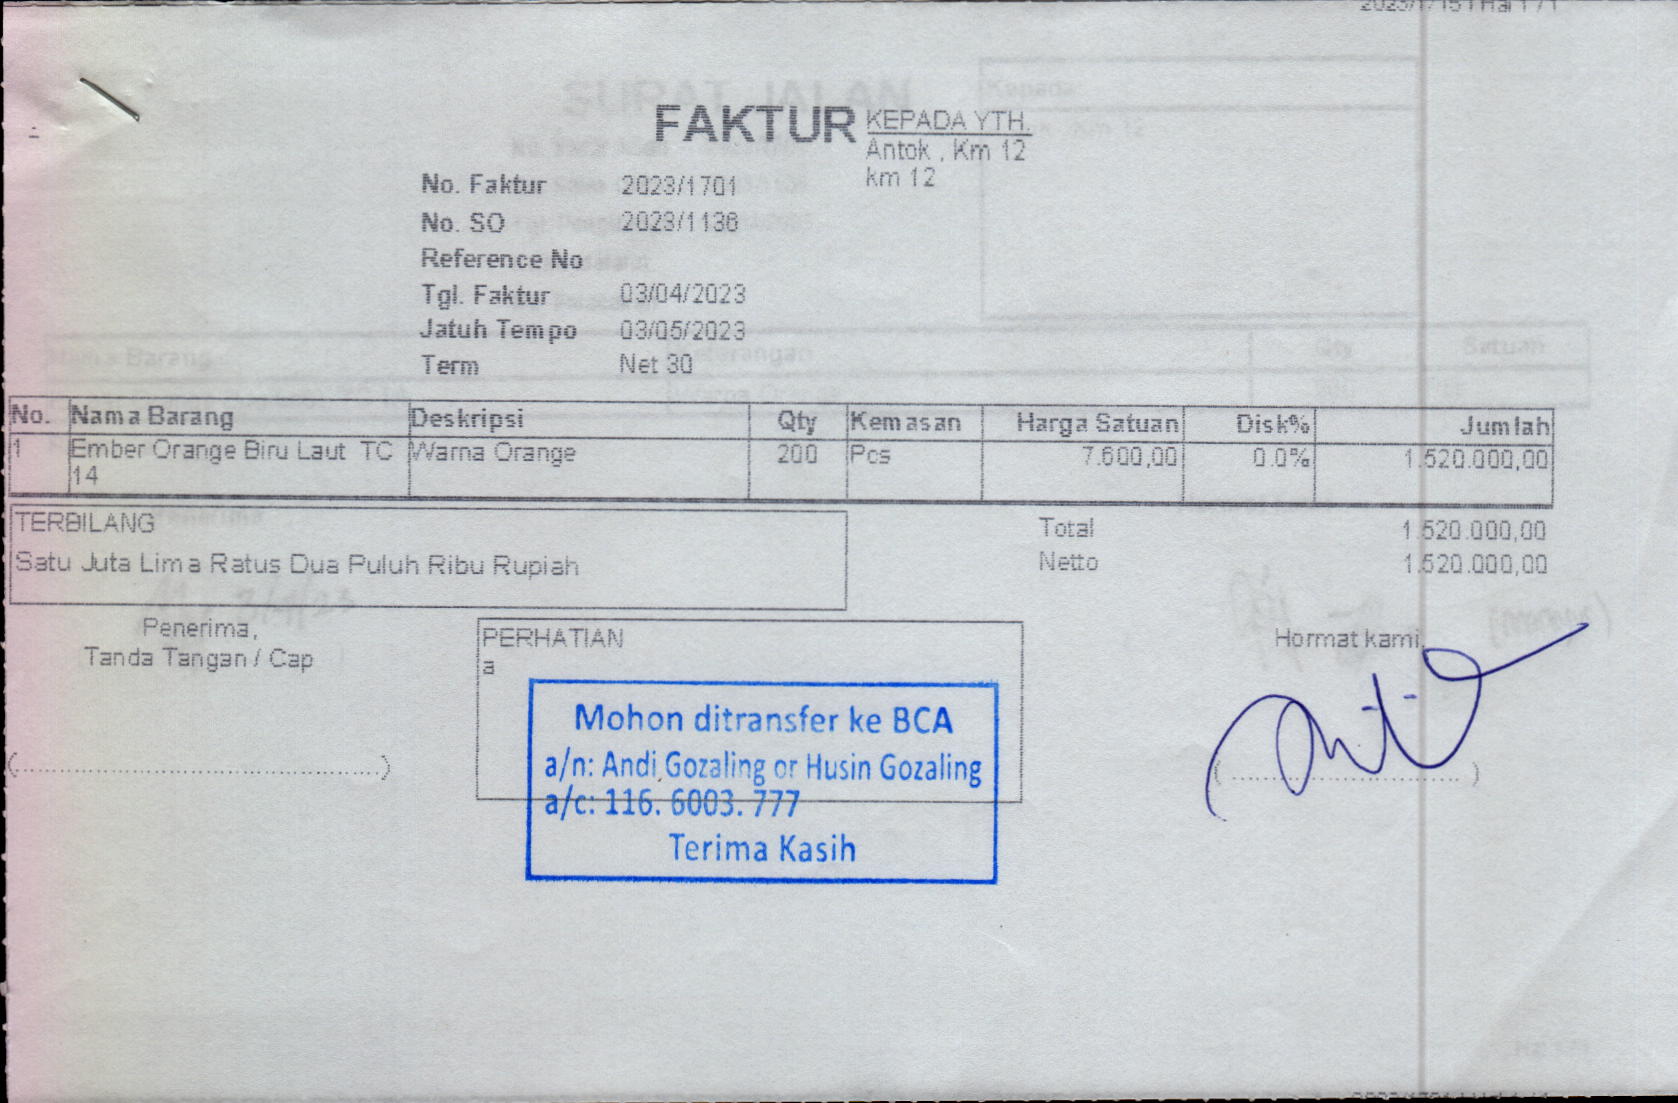 FAKTUR
KEPADA YTH.
Antok , Km 12
km 12
No. Faktur 2023/1701
No. SO 2023/1136
Reference No
Tgl. Faktur 03/04/2023
Jatuh Tempo 03/05/2023
Term Net 30
No. Nama Barang Deskripsi Qty Kemasan Harga Satuan Disk% Jumlah
1 Ember Orange Biru Laut TC Warna Orange 200 Pcs 7.600,00 0.0% 1.520.000,00
14
TERBILANG
Satu Juta Lima Ratus Dua Puluh Ribu Rupiah
Total 1.520.000,00
Netto 1.520.000,00
Penerima,
Tanda Tangan / Cap
(..............................................)
PERHATIAN
a
Mohon ditransfer ke BCA
a/n: Andi Gozaling or Husin Gozaling
a/c: 116. 6003. 777
Terima Kasih
Hormat kami,
(..............................)